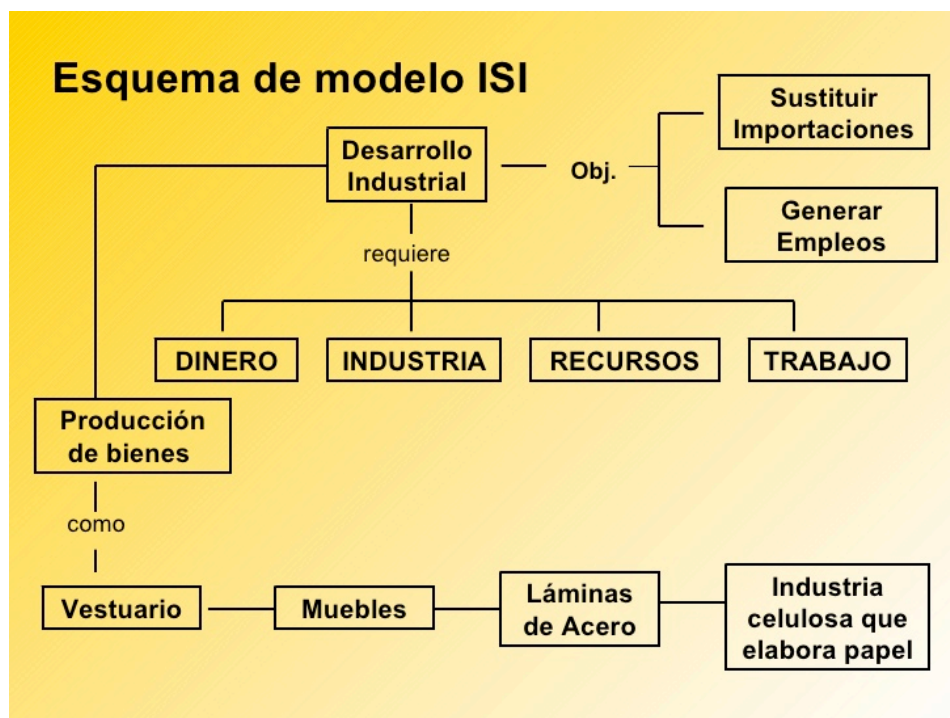 Esquema de modelo ISI
Sustituir
Importaciones
Desarrollo
Industrial
Obj.
Generar
Empleos
requiere
DINERO
INDUSTRIA
RECURSOS
TRABAJO
Producción
de bienes
como
Vestuario
Muebles
Láminas
de Acero
Industria
celulosa que
elabora papel